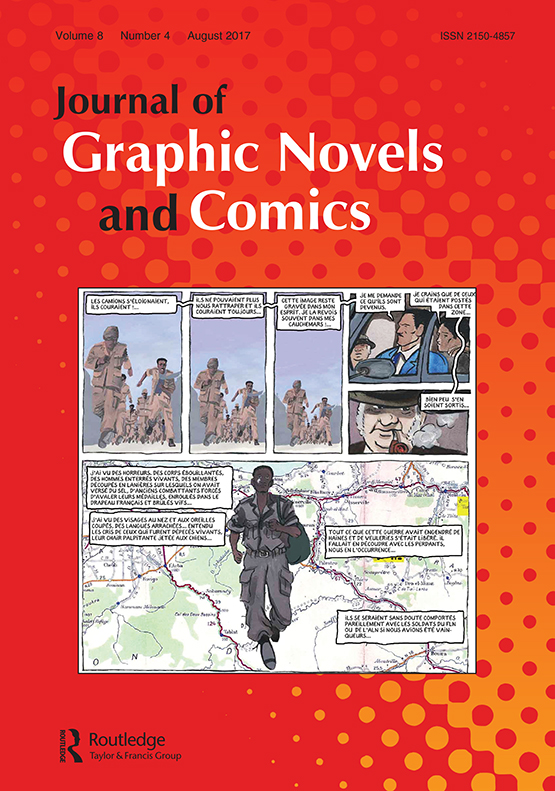 Volume 8 Number 4 August 2017 ISSN 2150-4857
Journal of
Graphic Novels
and Comics
LES CAMIONS S'ÉLOIGNAIENT,
ILS COURAIENT !...
ILS NE POUVAIENT PLUS
NOUS RATTRAPER ET ILS
COURAIENT TOUJOURS...
CETTE IMAGE RESTE
GRAVÉE DANS MON
ESPRIT. JE LA REVOIS
SOUVENT DANS MES
CAUCHEMARS !...
JE ME DEMANDE
CE QU'ILS SONT
DEVENUS.
JE CRAINS QUE DE CEUX
QUI ÉTAIENT POSTÉS
DANS CETTE
ZONE...
BIEN PEU S'EN
SOIENT SORTIS...
J'AI VU DES HORREURS. DES CORPS ÉBOUILLANTÉS,
DES HOMMES ENTERRÉS VIVANTS, DES MEMBRES
DÉCOUPÉS EN LANIÈRES SUR LESQUELS ON AVAIT
VERSÉ DU SEL, D'ANCIENS COMBATTANTS FORCÉS
D'AVALER LEURS MÉDAILLES, ENROULÉS DANS LE
DRAPEAU FRANÇAIS ET BRÛLÉS VIFS...
J'AI VU DES VISAGES AU NEZ ET AUX OREILLES
COUPÉS, DES LANGUES ARRACHÉES... ENTENDU
LES CRIS DE CEUX QUI FURENT DÉPECÉS VIVANTS,
LEUR CHAIR PALPITANTE JETÉE AUX CHIENS...
TOUT CE QUE CETTE GUERRE AVAIT ENGENDRÉ DE
HAINES ET DE VEULERIES S'ÉTAIT LIBÉRÉ. IL
FALLAIT EN DÉCOUDRE AVEC LES PERDANTS,
NOUS EN L'OCCURRENCE...
ILS SE SERAIENT SANS DOUTE COMPORTÉS
PAREILLEMENT AVEC LES SOLDATS DU FLN
OU DE L'ALN SI NOUS AVIONS ÉTÉ VAIN-
QUEURS...
O N D
ROUTLEDGE
Routledge
Taylor & Francis Group